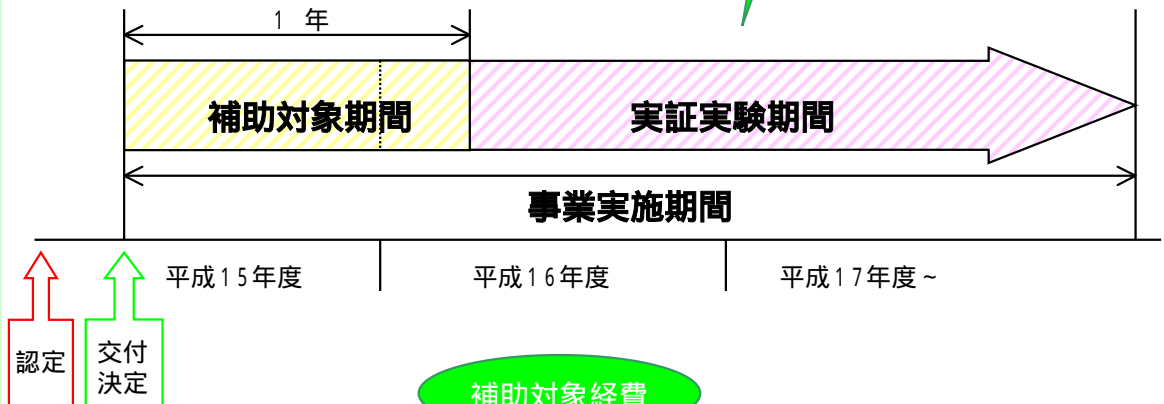 1 年
補助対象期間
実証実験期間
事業実施期間
平成15年度
平成16年度
平成17年度~
認定
交付
決定
補助対象経費